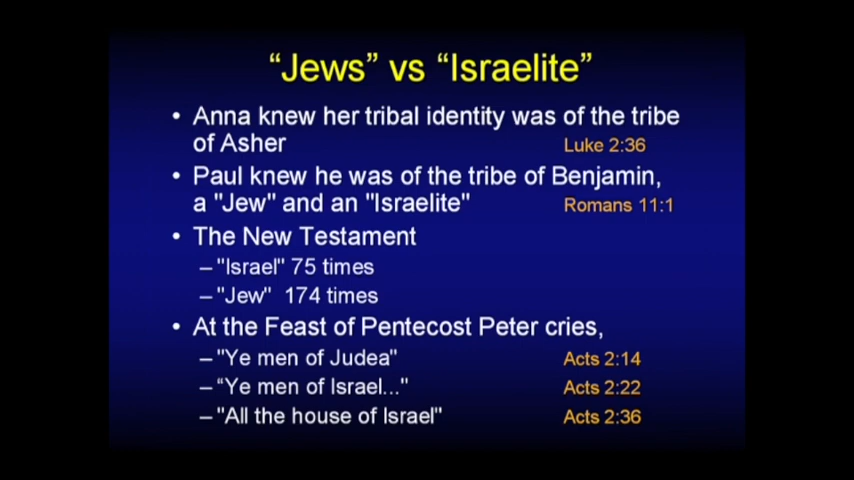 “Jews” vs “Israelite”
• Anna knew her tribal identity was of the tribe
of Asher Luke 2:36
• Paul knew he was of the tribe of Benjamin,
a "Jew" and an "Israelite" Romans 11:1
• The New Testament
– "Israel" 75 times
– "Jew" 174 times
• At the Feast of Pentecost Peter cries,
– "Ye men of Judea" Acts 2:14
– “Ye men of Israel..." Acts 2:22
– "All the house of Israel" Acts 2:36